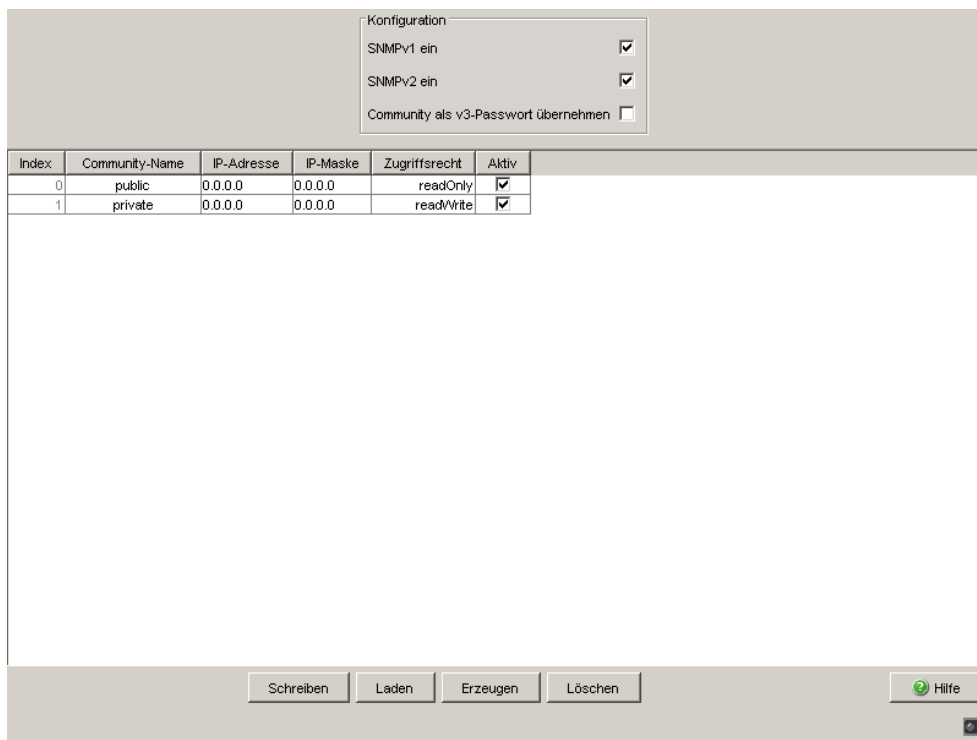 Konfiguration
SNMPv1 ein
SNMPv2 ein
Community als v3-Passwort übernehmen
Index Community-Name IP-Adresse IP-Maske Zugriffsrecht Aktiv
0 public 0.0.0.0 0.0.0.0 readOnly
1 private 0.0.0.0 0.0.0.0 readWrite
Schreiben Laden Erzeugen Löschen Hilfe